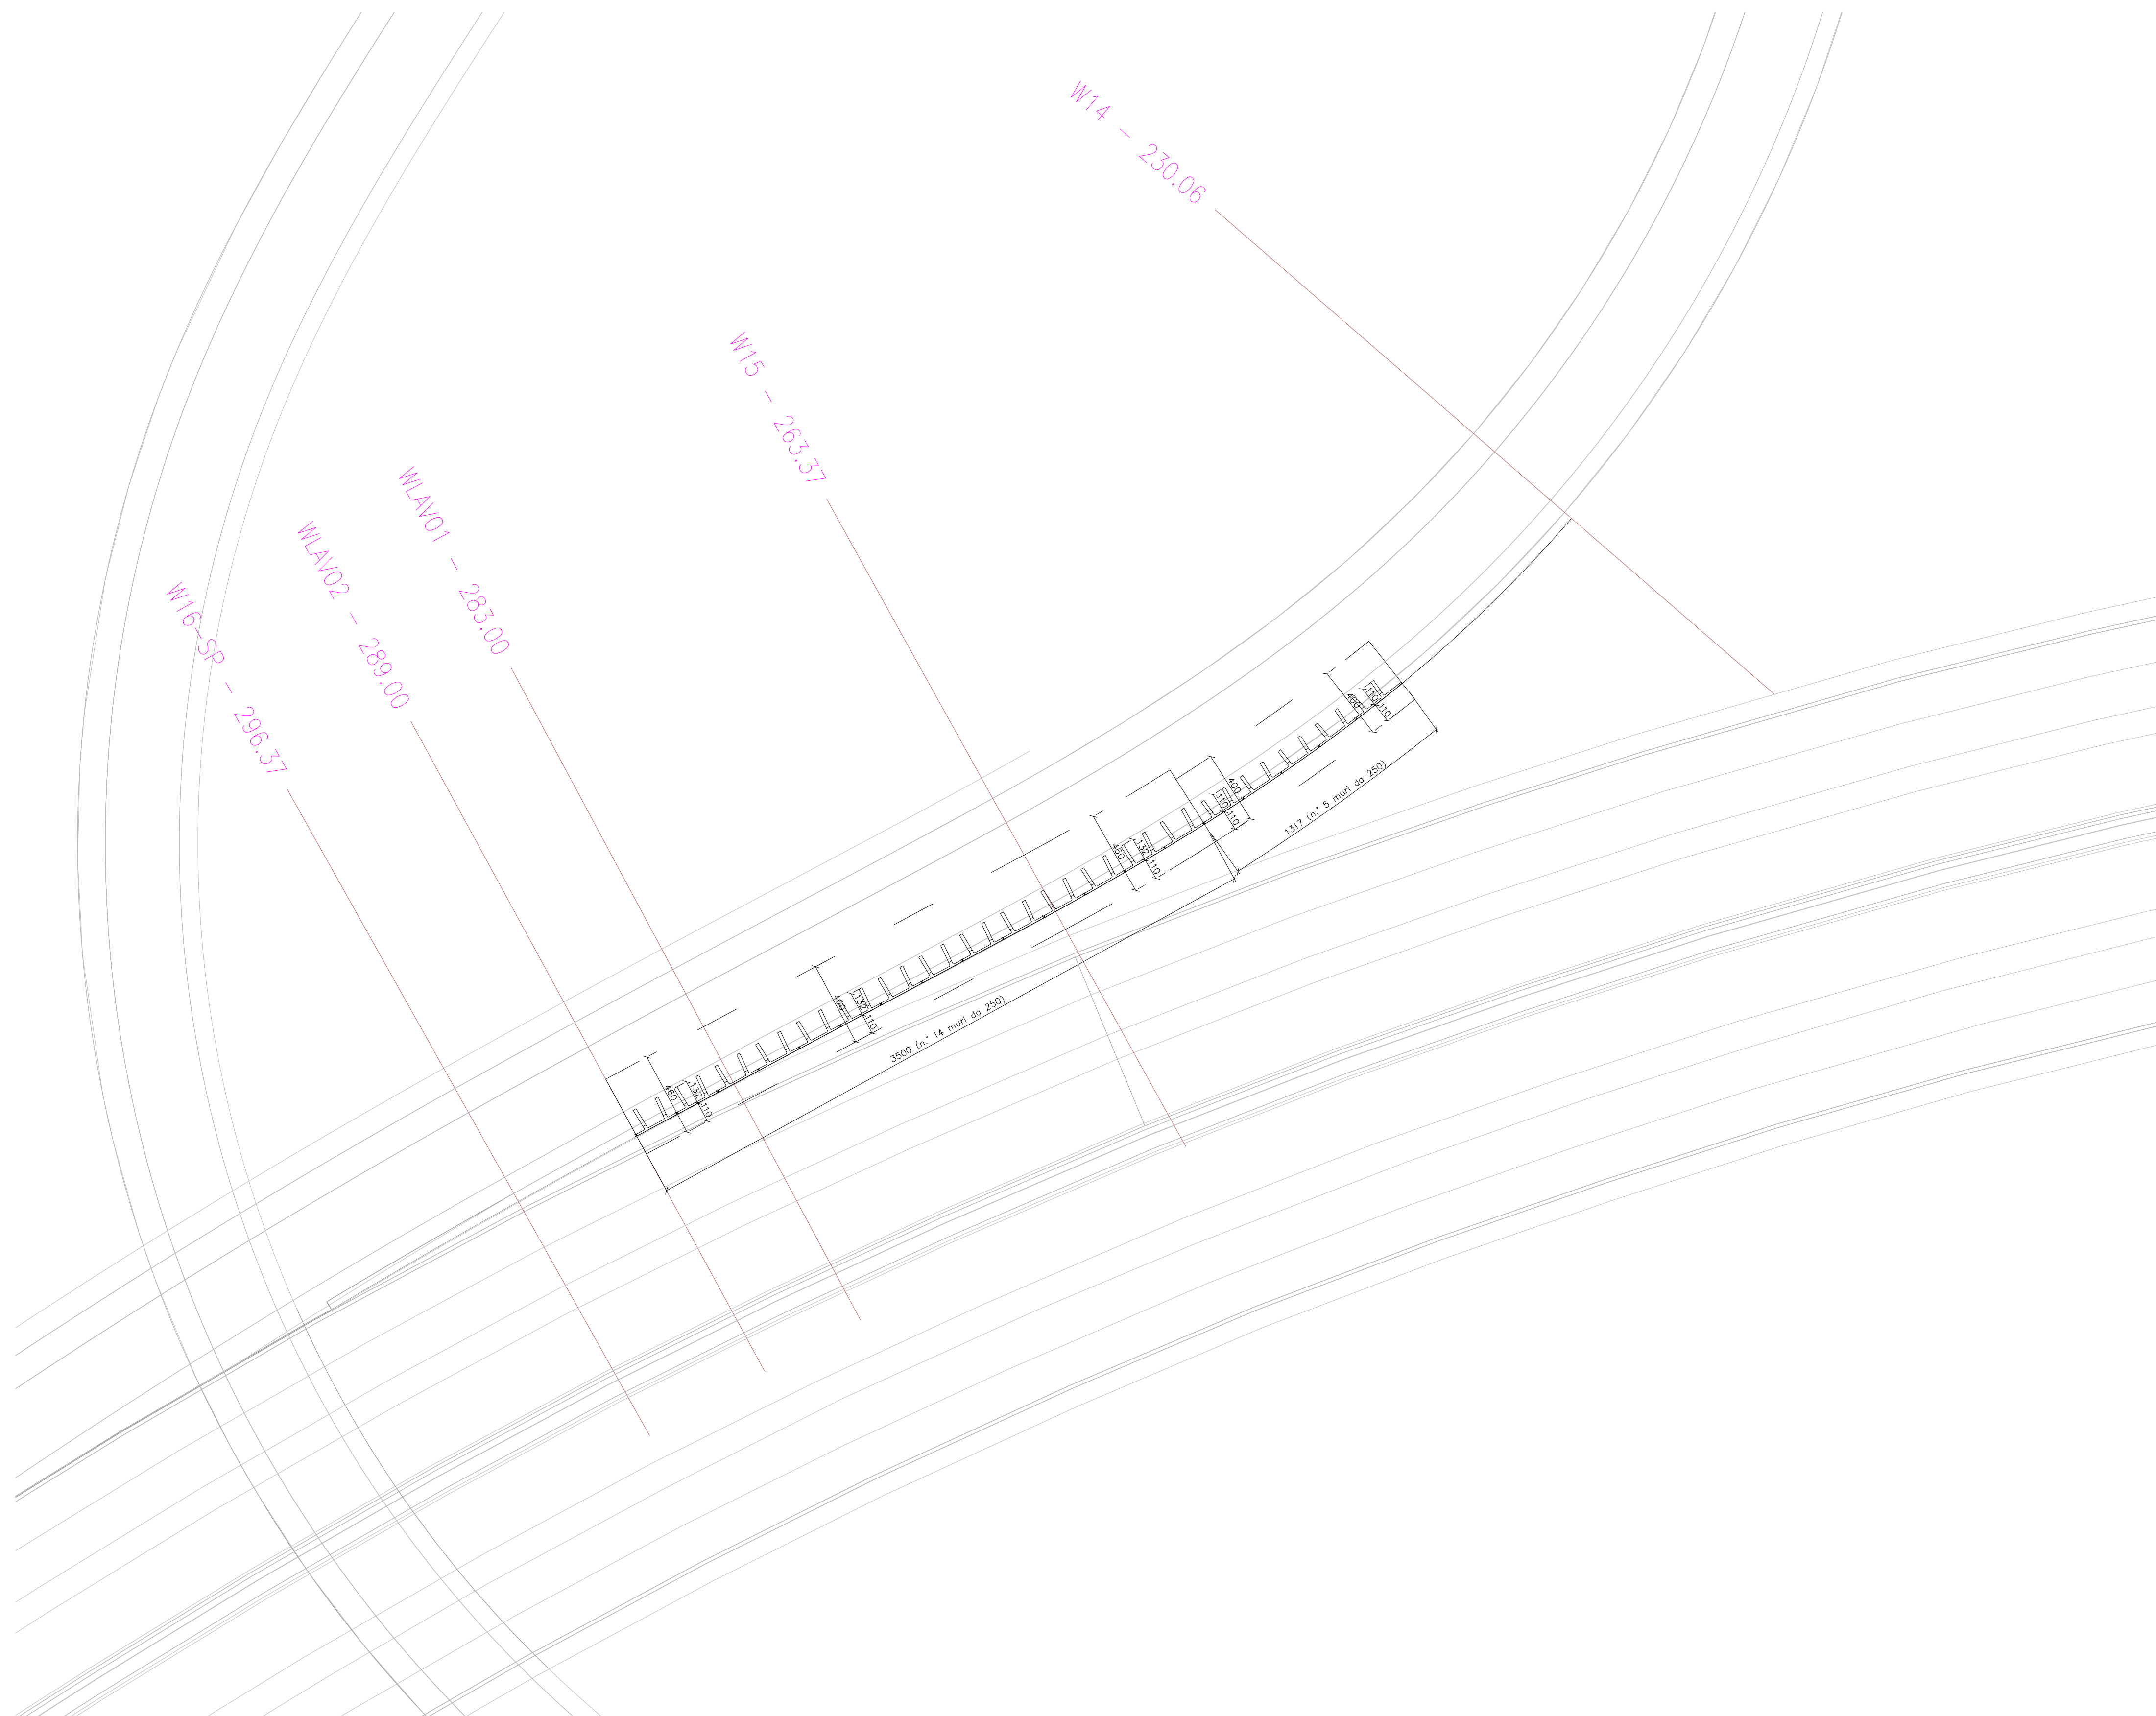 W14 - 230.06
W15 - 263.37
WLAV01 - 283.00
WLAV02 - 289.00
W16-SP - 296.37
400
110
110
1317 (n.° 5 muri da 250)
400
110
110
460
132
110
3500 (n.° 14 muri da 250)
460
132
110
460
132
110